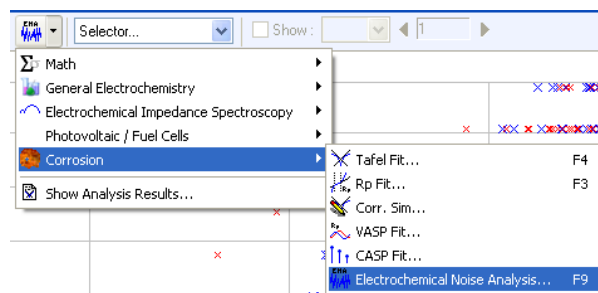 EMA
Selector...
Show :
1
Math
General Electrochemistry
Electrochemical Impedance Spectroscopy
Photovoltaic / Fuel Cells
Corrosion
Show Analysis Results...
Tafel Fit... F4
Rp Fit... F3
Corr. Sim...
VASP Fit...
CASP Fit...
Electrochemical Noise Analysis... F9